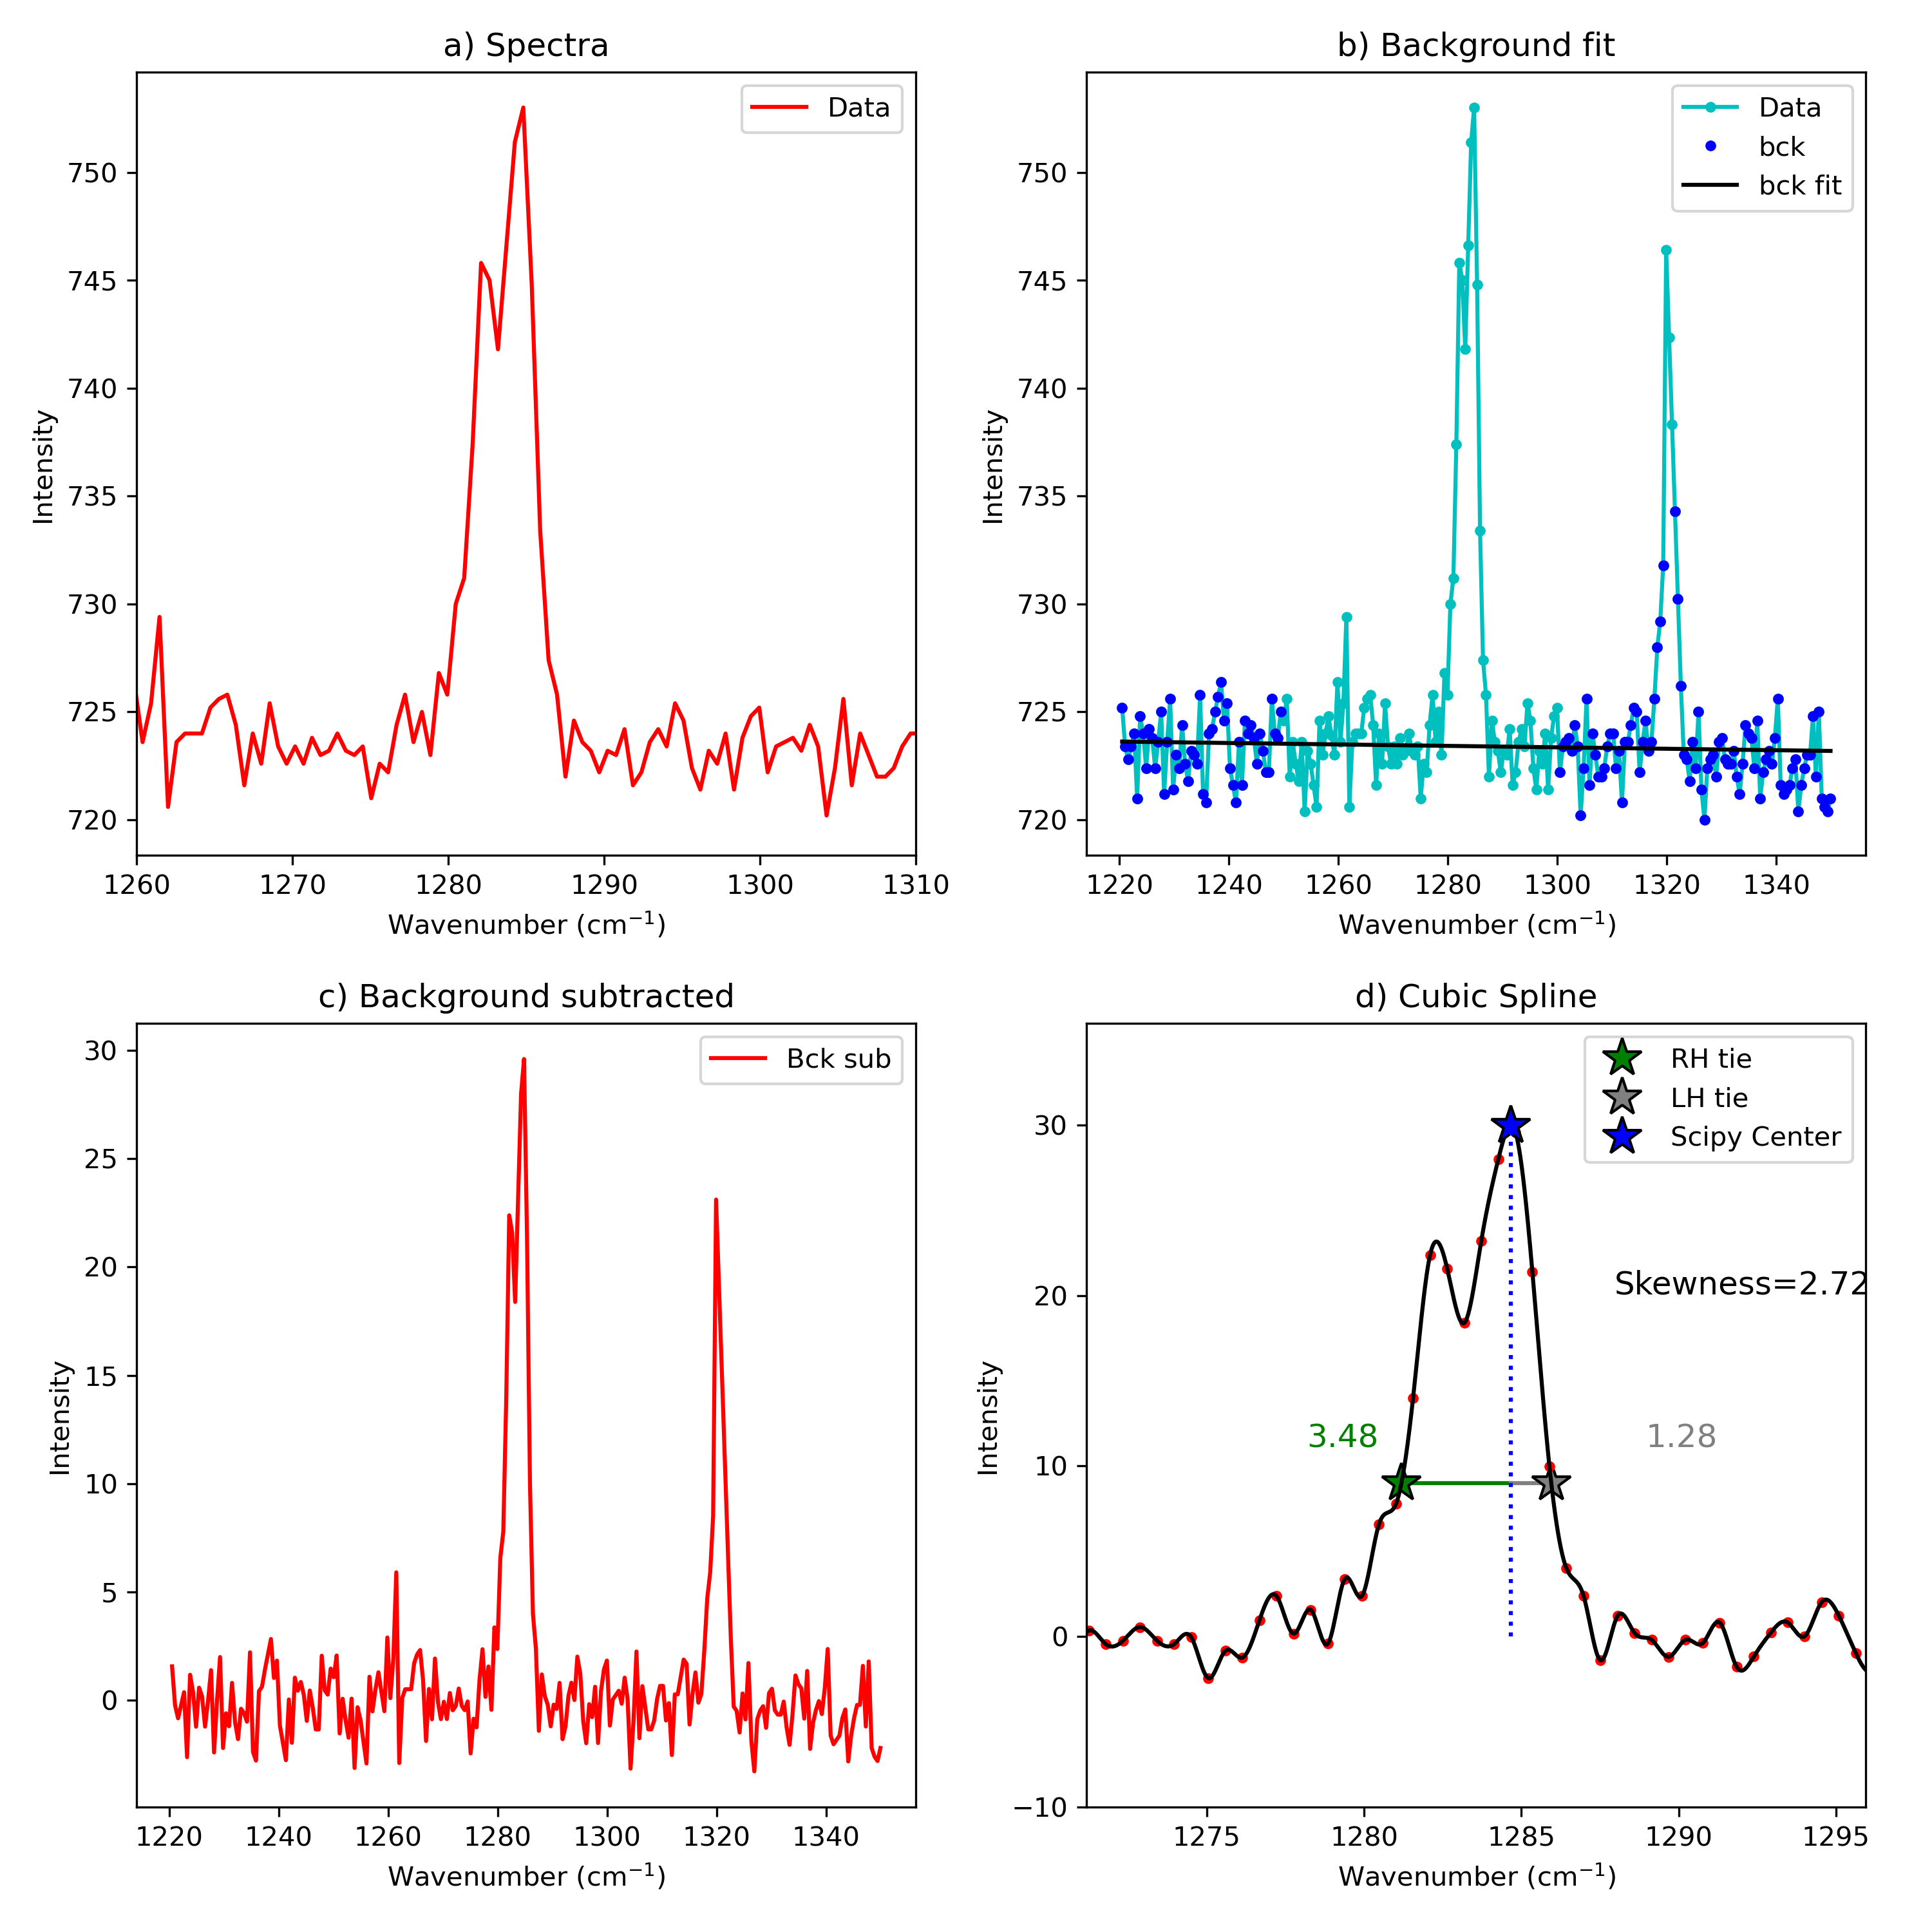 a) Spectra
Data
750
745
740
735
730
725
720
Intensity
1260 1270 1280 1290 1300 1310
Wavenumber (cm⁻¹)
b) Background fit
Data
bck
bck fit
750
745
740
735
730
725
720
Intensity
1220 1240 1260 1280 1300 1320 1340
Wavenumber (cm⁻¹)
c) Background subtracted
Bck sub
30
25
20
15
10
5
0
Intensity
1220 1240 1260 1280 1300 1320 1340
Wavenumber (cm⁻¹)
d) Cubic Spline
RH tie
LH tie
Scipy Center
30
20
10
0
−10
Intensity
Skewness=2.72
3.48
1.28
1275 1280 1285 1290 1295
Wavenumber (cm⁻¹)